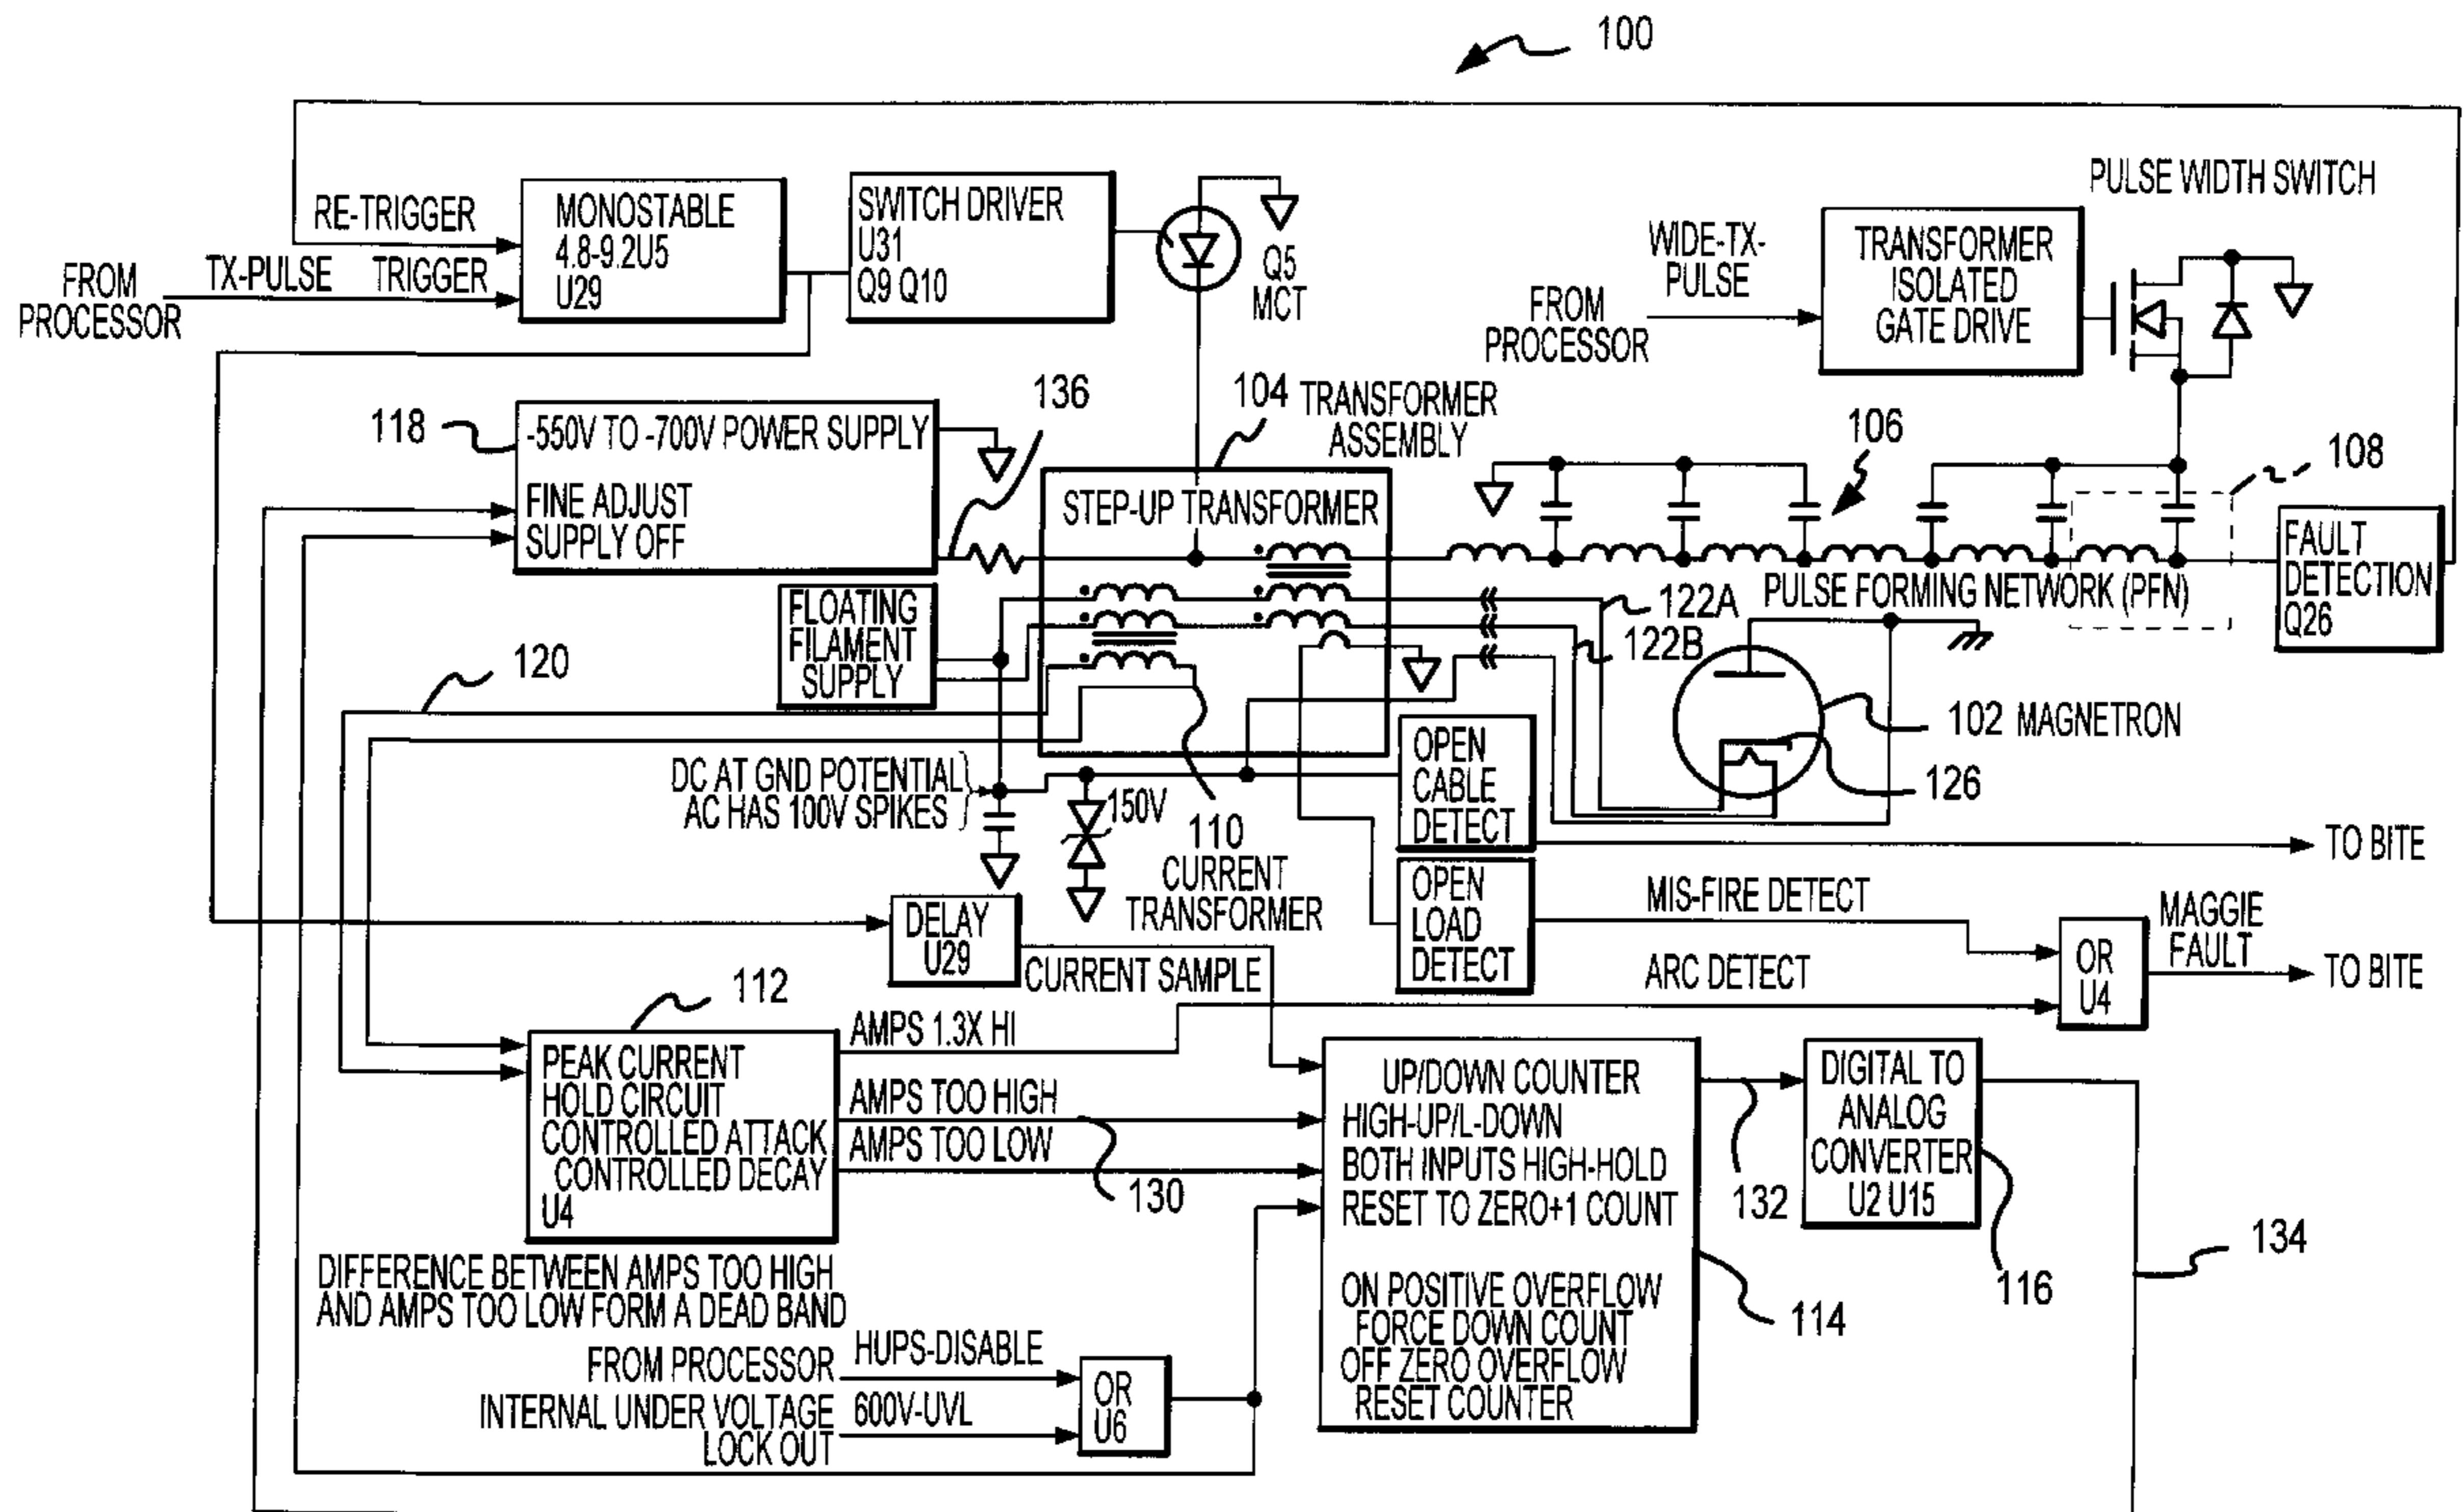 100
PULSE WIDTH SWITCH
RE-TRIGGER
MONOSTABLE
4.8-9.2U5
U29
SWITCH DRIVER
U31
Q9 Q10
Q5
MCT
FROM
PROCESSOR
TX-PULSE
TRIGGER
WIDE-TX-
PULSE
FROM
PROCESSOR
TRANSFORMER
ISOLATED
GATE DRIVE
118
-550V TO -700V POWER SUPPLY
FINE ADJUST
SUPPLY OFF
136
104
TRANSFORMER
ASSEMBLY
STEP-UP TRANSFORMER
106
108
FAULT
DETECTION
Q26
PULSE FORMING NETWORK (PFN)
FLOATING
FILAMENT
SUPPLY
122A
122B
120
102 MAGNETRON
126
DC AT GND POTENTIAL
AC HAS 100V SPIKES
150V
110
CURRENT
TRANSFORMER
OPEN
CABLE
DETECT
TO BITE
OPEN
LOAD
DETECT
MIS-FIRE DETECT
ARC DETECT
OR
U4
MAGGIE
FAULT
TO BITE
DELAY
U29
CURRENT SAMPLE
112
PEAK CURRENT
HOLD CIRCUIT
CONTROLLED ATTACK
CONTROLLED DECAY
U4
AMPS 1.3X HI
AMPS TOO HIGH
AMPS TOO LOW
130
UP/DOWN COUNTER
HIGH-UP/L-DOWN
BOTH INPUTS HIGH-HOLD
RESET TO ZERO+1 COUNT
ON POSITIVE OVERFLOW
FORCE DOWN COUNT
OFF ZERO OVERFLOW
RESET COUNTER
114
132
DIGITAL TO
ANALOG
CONVERTER
U2 U15
116
134
DIFFERENCE BETWEEN AMPS TOO HIGH
AND AMPS TOO LOW FORM A DEAD BAND
FROM PROCESSOR
HUPS-DISABLE
INTERNAL UNDER VOLTAGE
LOCK OUT
600V-UVL
OR
U6